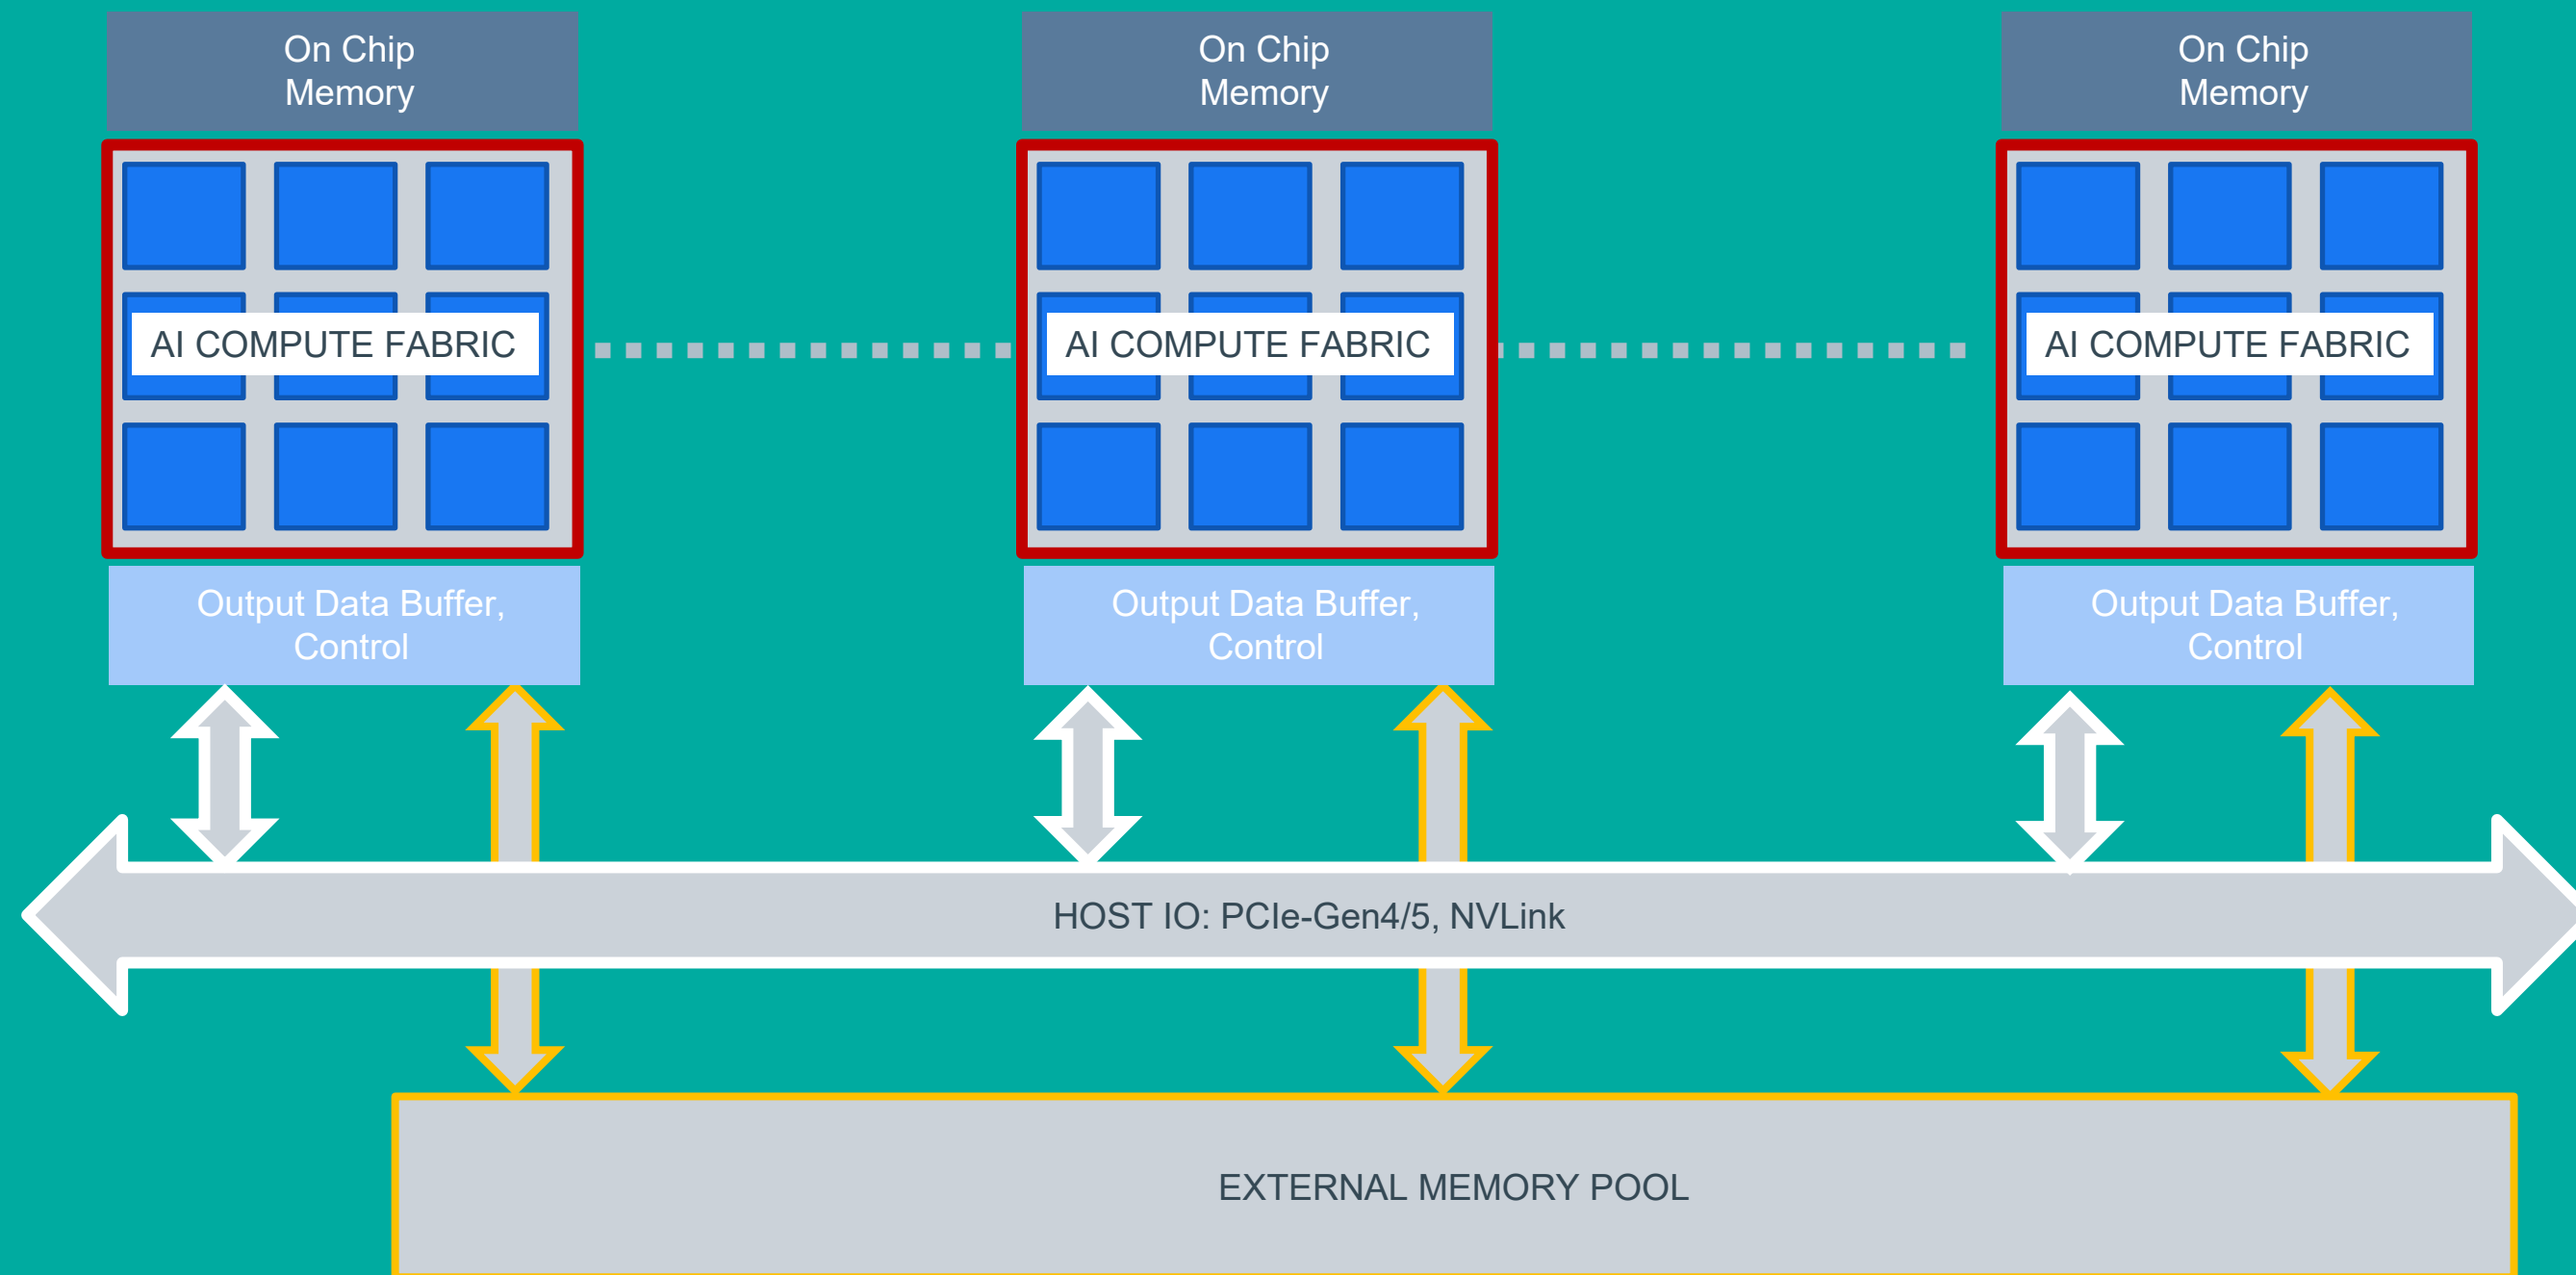 On Chip
Memory
On Chip
Memory
On Chip
Memory
AI COMPUTE FABRIC
AI COMPUTE FABRIC
AI COMPUTE FABRIC
Output Data Buffer,
Control
Output Data Buffer,
Control
Output Data Buffer,
Control
HOST IO: PCIe-Gen4/5, NVLink
EXTERNAL MEMORY POOL